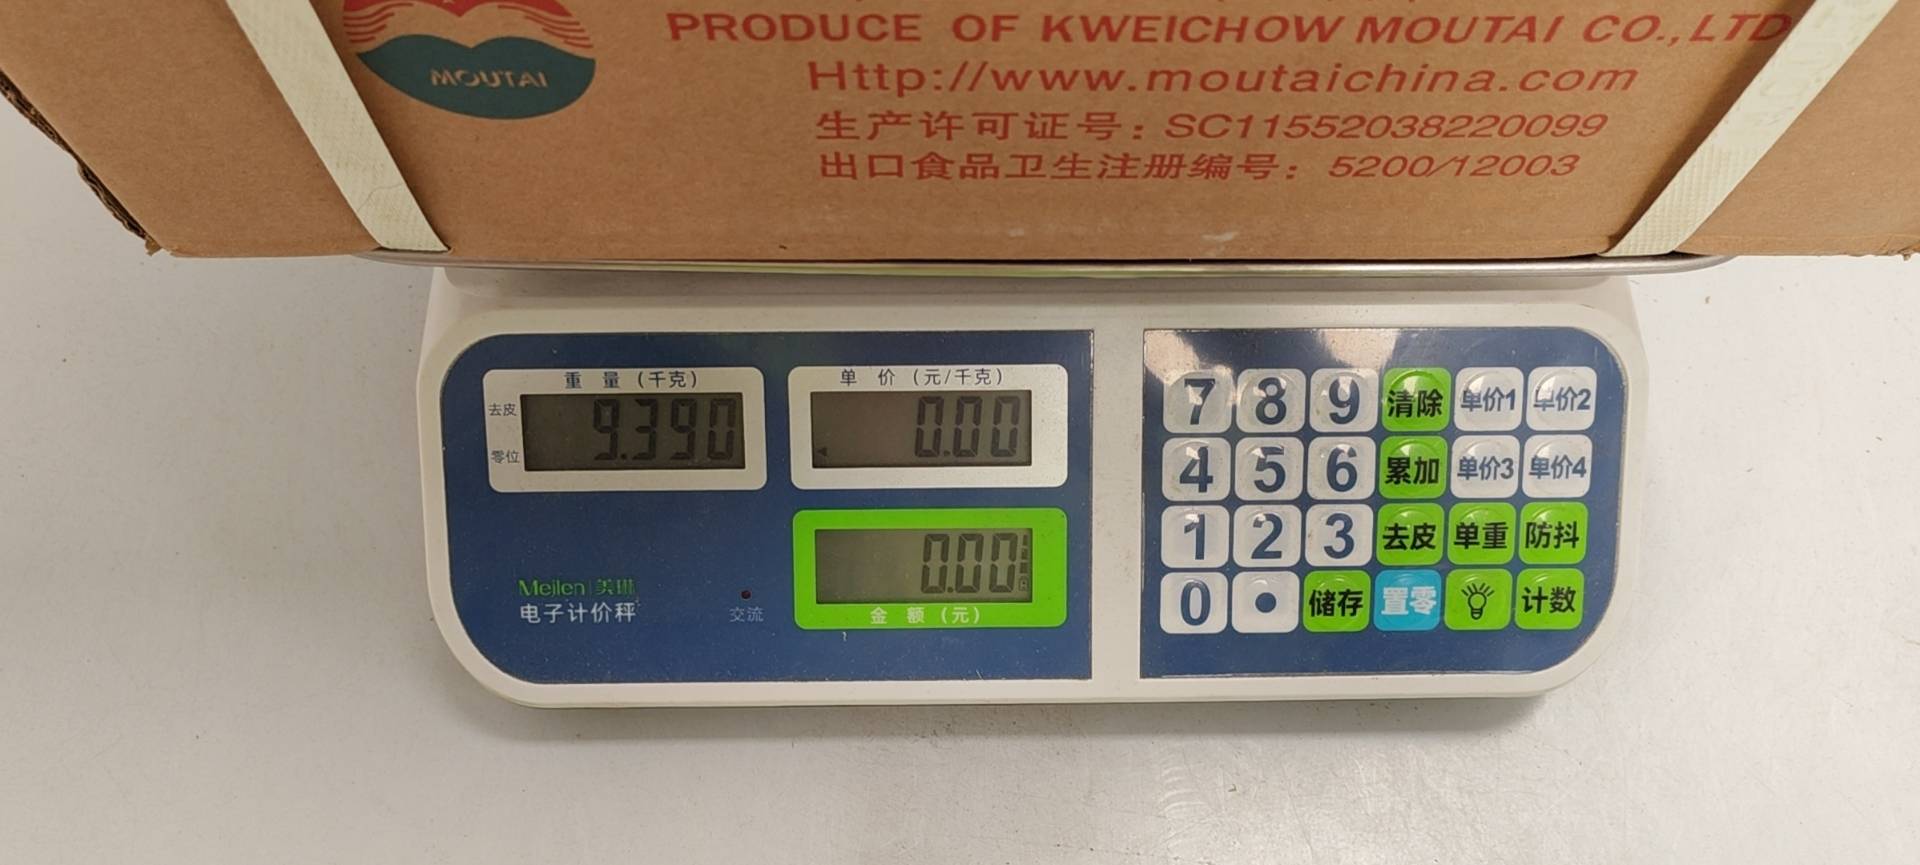 MOUTAI
PRODUCE OF KWEICHOW MOUTAI CO.,LTD
Http://www.moutaichina.com
生产许可证号：SC11552038220099
出口食品卫生注册编号：5200/12003
重 量 (千克)
去皮
零位
9.390
单 价 (元/千克)
0.00
0.00
金 额 (元)
Meilen 美琳
电子计价秤
交流
7 8 9 清除 单价1 单价2
4 5 6 累加 单价3 单价4
1 2 3 去皮 单重 防抖
0 • 储存 置零 计数